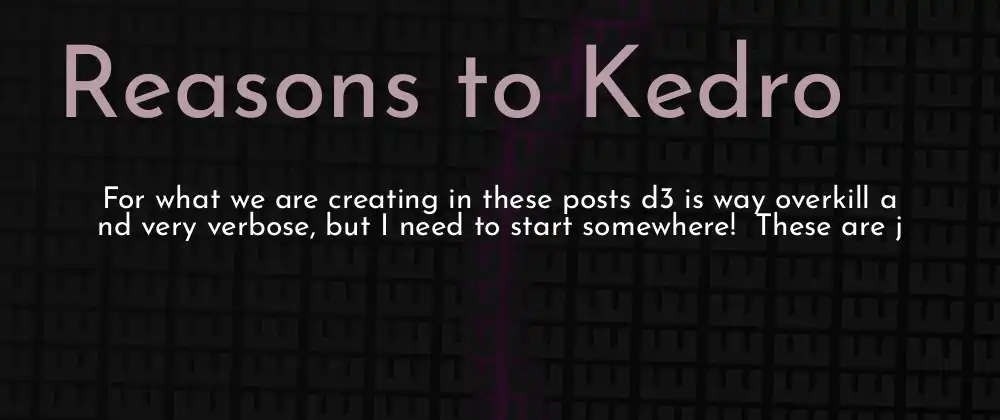 Reasons to Kedro
For what we are creating in these posts d3 is way overkill a
nd very verbose, but I need to start somewhere!  These are j